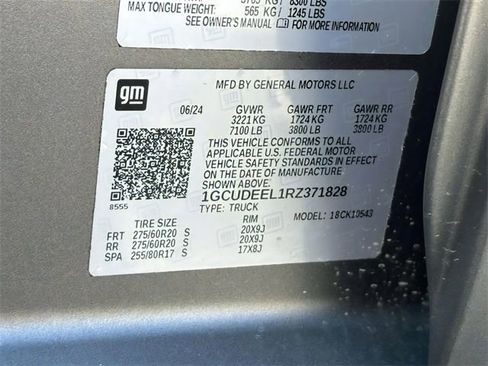 3765 KG / 8300 LBS
MAX TONGUE WEIGHT: 565 KG / 1245 LBS
SEE OWNER'S MANUAL FOR MORE INFORMATION
gm
MFD BY GENERAL MOTORS LLC
06/24 GVWR GAWR FRT GAWR RR
3221 KG 1724 KG 1724 KG
7100 LB 3800 LB 3800 LB
THIS VEHICLE CONFORMS TO ALL
APPLICABLE U.S. FEDERAL MOTOR
VEHICLE SAFETY STANDARDS IN EFFECT
ON THE DATE OF MANUFACTURE
SHOWN ABOVE.
8555 1GCUDEEL1RZ371828
TYPE: TRUCK MODEL: 18CK10543
TIRE SIZE RIM
FRT 275/60R20 S 20X9J
RR 275/60R20 S 20X9J
SPA 255/80R17 S 17X8J